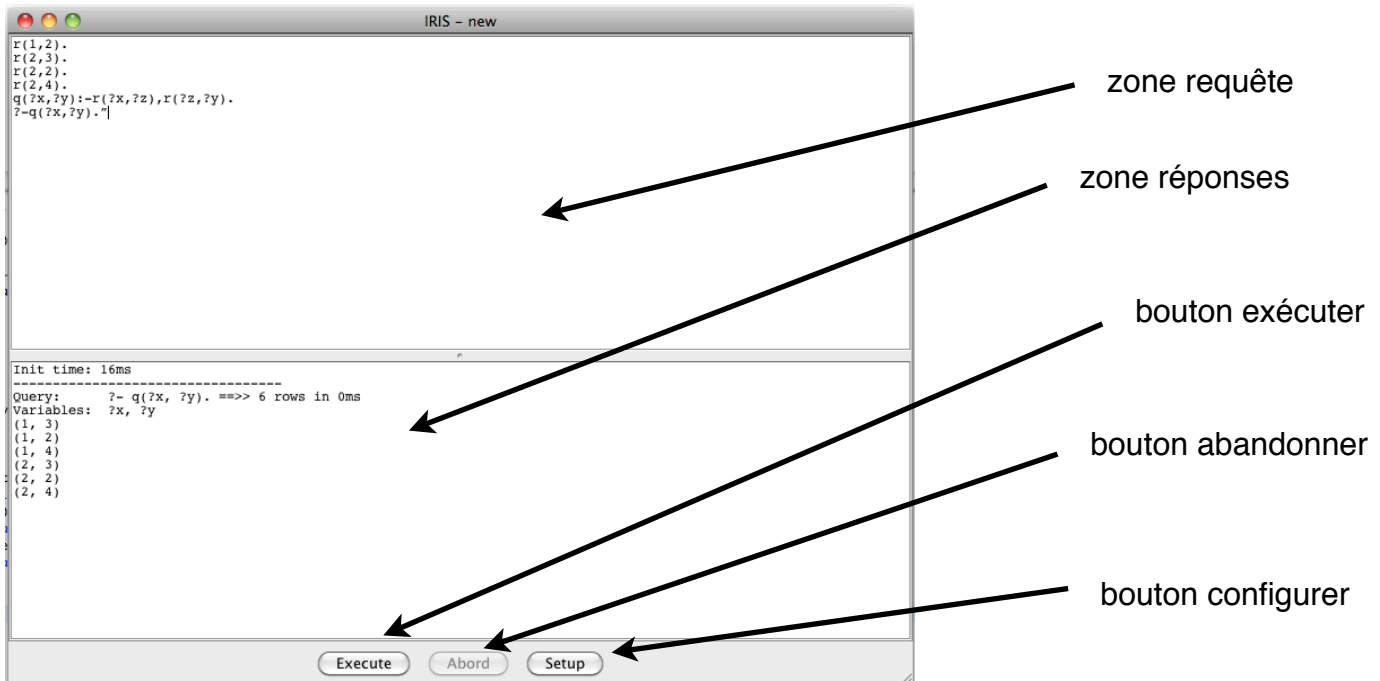 IRIS – new
r(1,2).
r(2,3).
r(2,2).
r(2,4).
q(?x,?y):-r(?x,?z),r(?z,?y).
?-q(?x,?y)."
zone requête
zone réponses
bouton exécuter
Init time: 16ms
----------------------------------
Query:      ?- q(?x, ?y). ==>> 6 rows in 0ms
Variables:  ?x, ?y
(1, 3)
(1, 2)
(1, 4)
(2, 3)
(2, 2)
(2, 4)
bouton abandonner
bouton configurer
Execute Abord Setup